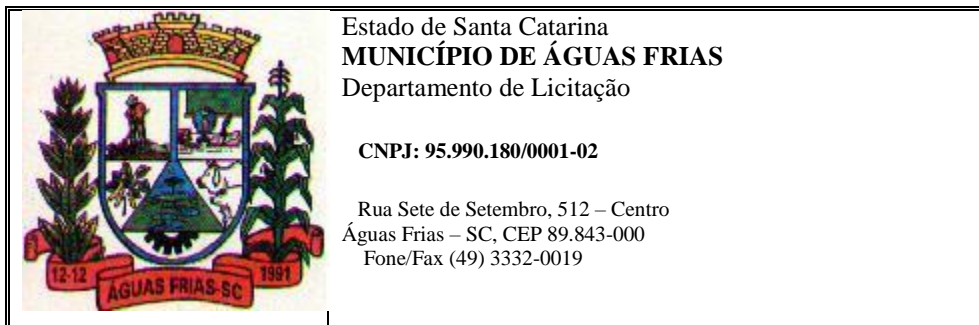 Estado de Santa Catarina
MUNICÍPIO DE ÁGUAS FRIAS
Departamento de Licitação
CNPJ: 95.990.180/0001-02
Rua Sete de Setembro, 512 – Centro
Águas Frias – SC, CEP 89.843-000
Fone/Fax (49) 3332-0019
12-12
ÁGUAS FRIAS-SC
1991